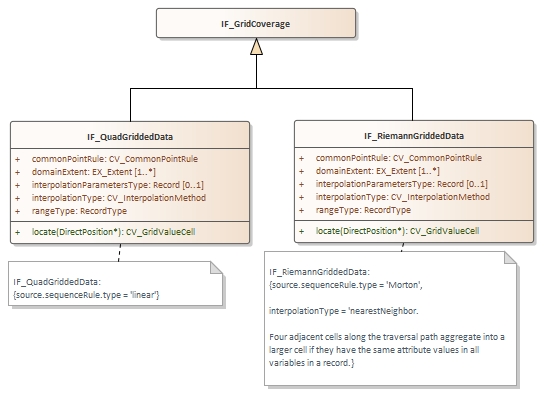 IF_GridCoverage
IF_QuadGriddedData
+ commonPointRule: CV_CommonPointRule
+ domainExtent: EX_Extent [1..*]
+ interpolationParametersType: Record [0..1]
+ interpolationType: CV_InterpolationMethod
+ rangeType: RecordType
+ locate(DirectPosition*): CV_GridValueCell
IF_RiemannGriddedData
+ commonPointRule: CV_CommonPointRule
+ domainExtent: EX_Extent [1..*]
+ interpolationParametersType: Record [0..1]
+ interpolationType: CV_InterpolationMethod
+ rangeType: RecordType
+ locate(DirectPosition*): CV_GridValueCell
IF_QuadGriddedData:
{source.sequenceRule.type = 'linear'}
IF_RiemannGriddedData:
{source.sequenceRule.type = 'Morton',
interpolationType = 'nearestNeighbor.
Four adjacent cells along the traversal path aggregate into a
larger cell if they have the same attribute values in all
variables in a record.}